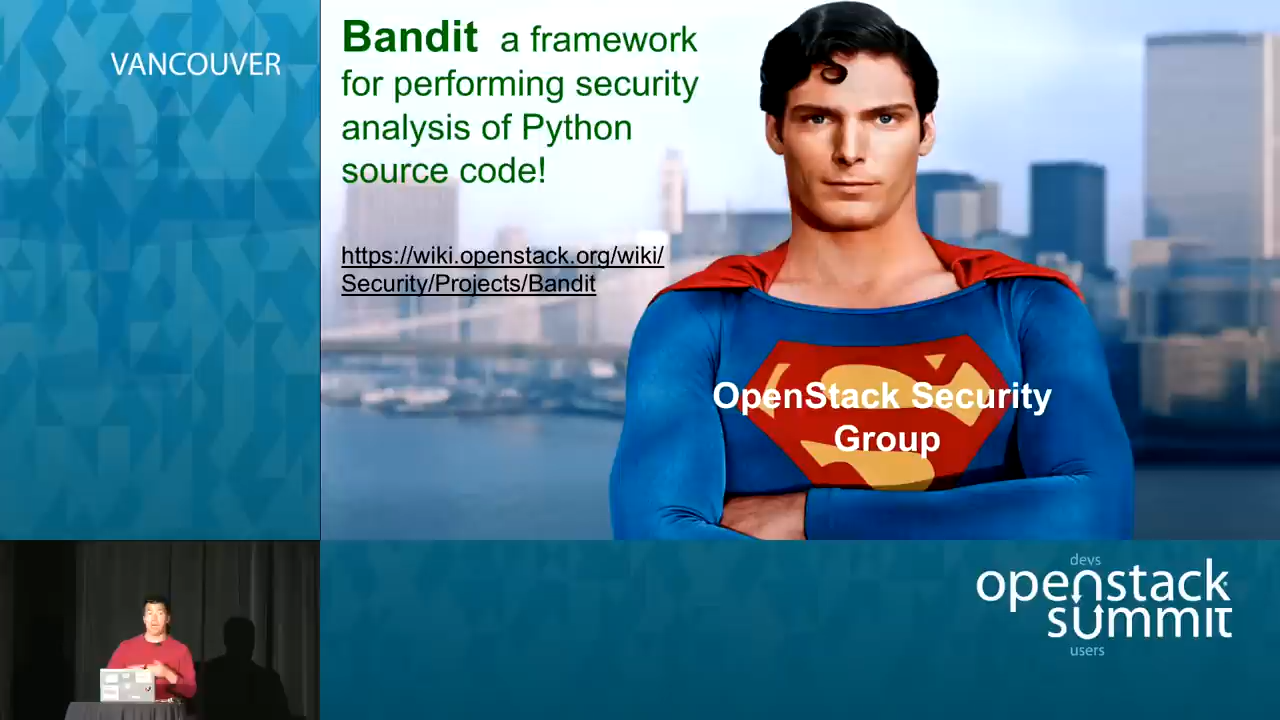 VANCOUVER
Bandit a framework
for performing security
analysis of Python
source code!
https://wiki.openstack.org/wiki/
Security/Projects/Bandit
OpenStack Security
Group
devs
openstack
summit
users